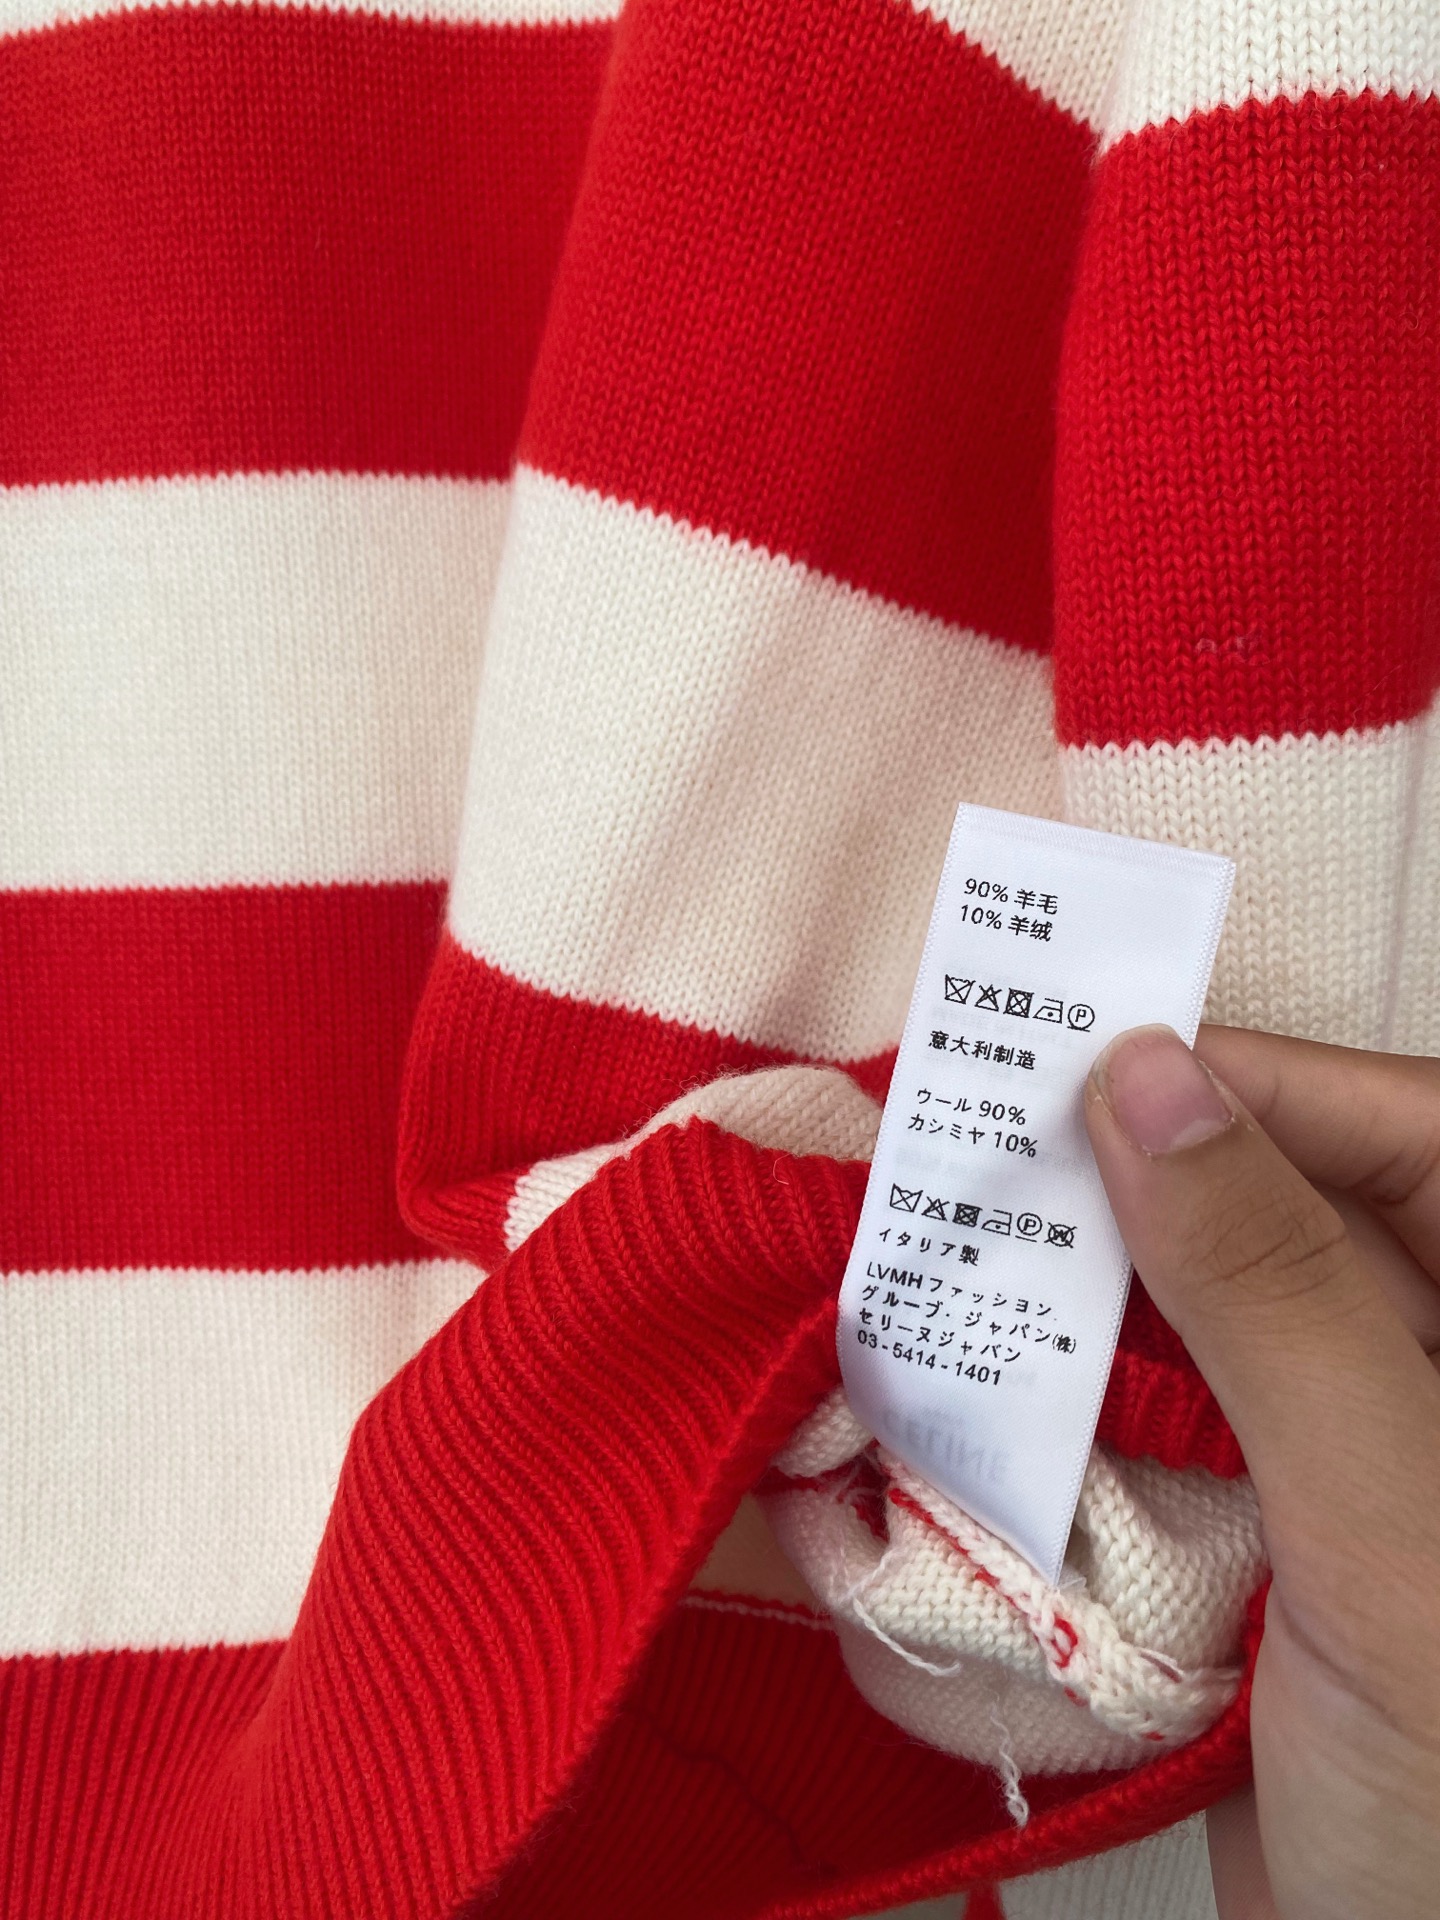 90% 羊毛
10% 羊绒
意大利制造
ウール 90%
カシミヤ 10%
P
W
イタリア製
LVMHファッション.
グループ・ジャパン(株)
セリーヌジャパン
03-5414-1401
CELINE